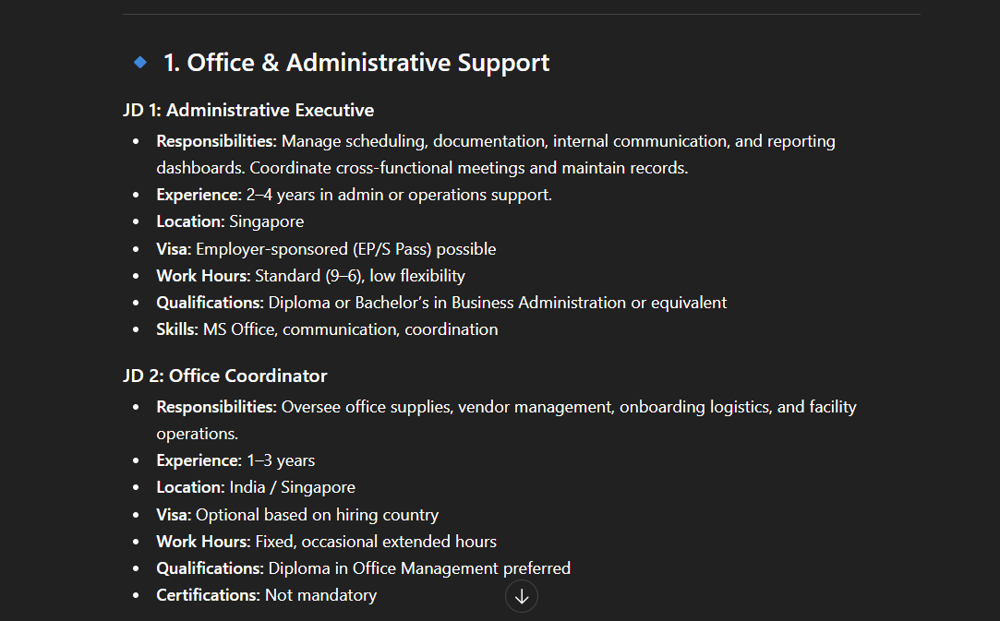 1. Office & Administrative Support
JD 1: Administrative Executive
• Responsibilities: Manage scheduling, documentation, internal communication, and reporting
dashboards. Coordinate cross-functional meetings and maintain records.
• Experience: 2–4 years in admin or operations support.
• Location: Singapore
• Visa: Employer-sponsored (EP/S Pass) possible
• Work Hours: Standard (9–6), low flexibility
• Qualifications: Diploma or Bachelor’s in Business Administration or equivalent
• Skills: MS Office, communication, coordination
JD 2: Office Coordinator
• Responsibilities: Oversee office supplies, vendor management, onboarding logistics, and facility
operations.
• Experience: 1–3 years
• Location: India / Singapore
• Visa: Optional based on hiring country
• Work Hours: Fixed, occasional extended hours
• Qualifications: Diploma in Office Management preferred
• Certifications: Not mandatory